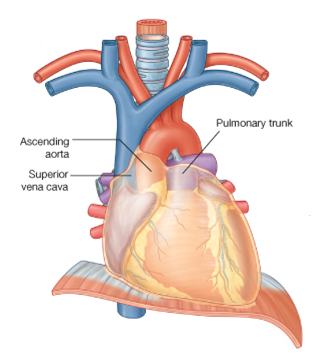 Pulmonary trunk
Ascending
aorta
Superior
vena cava